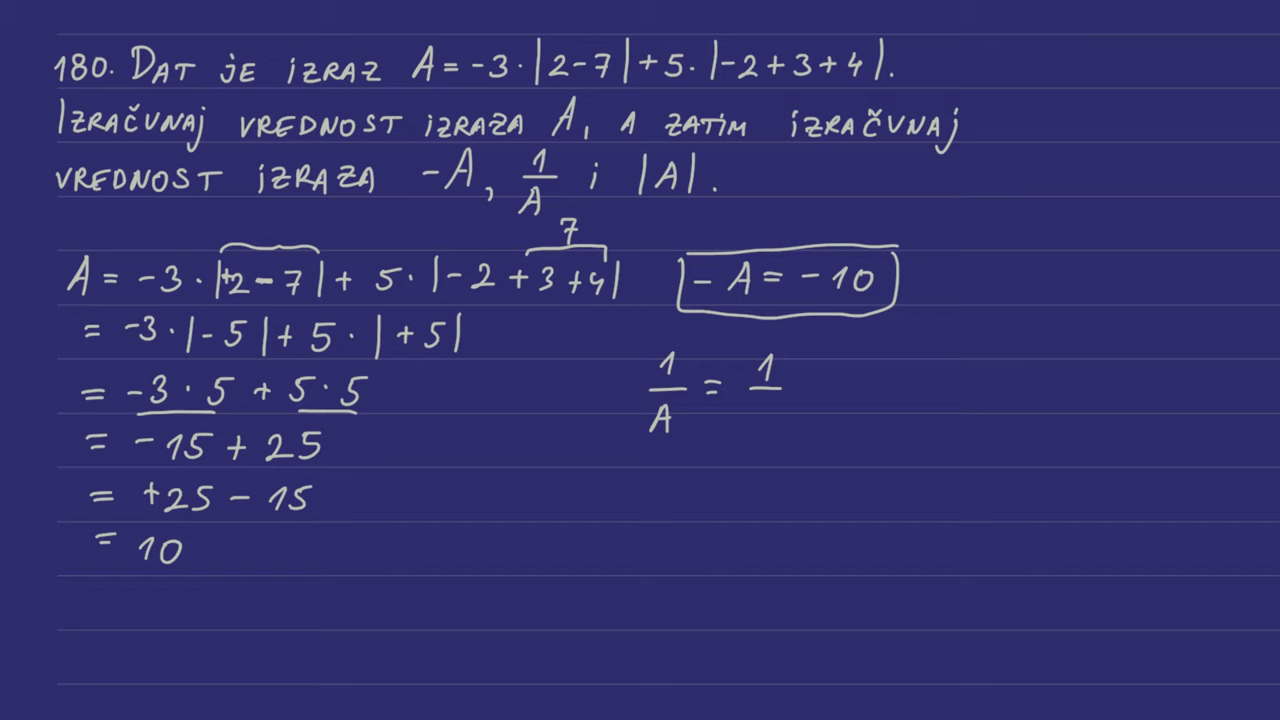 180. DAT JE IZRAZ A = -3 · |2-7| + 5 · |-2+3+4|.
IZRAČUNAJ VREDNOST IZRAZA A, A ZATIM IZRAČUNAJ
VREDNOST IZRAZA -A, 1/A i |A|.
7
A = -3 · |+2-7| + 5 · |-2+3+4|
= -3 · |-5| + 5 · |+5|
= -3 · 5 + 5 · 5
= -15 + 25
= +25 - 15
= 10
-A = -10
1/A = 1